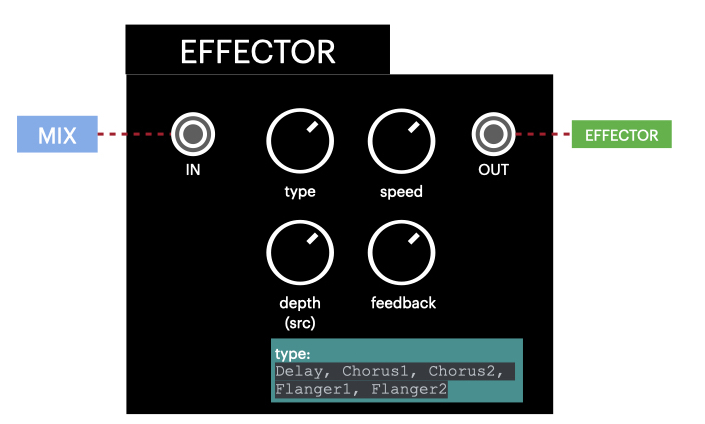 EFFECTOR
MIX
EFFECTOR
IN
type
speed
OUT
depth
(src)
feedback
type:
Delay, Chorus1, Chorus2,
Flanger1, Flanger2